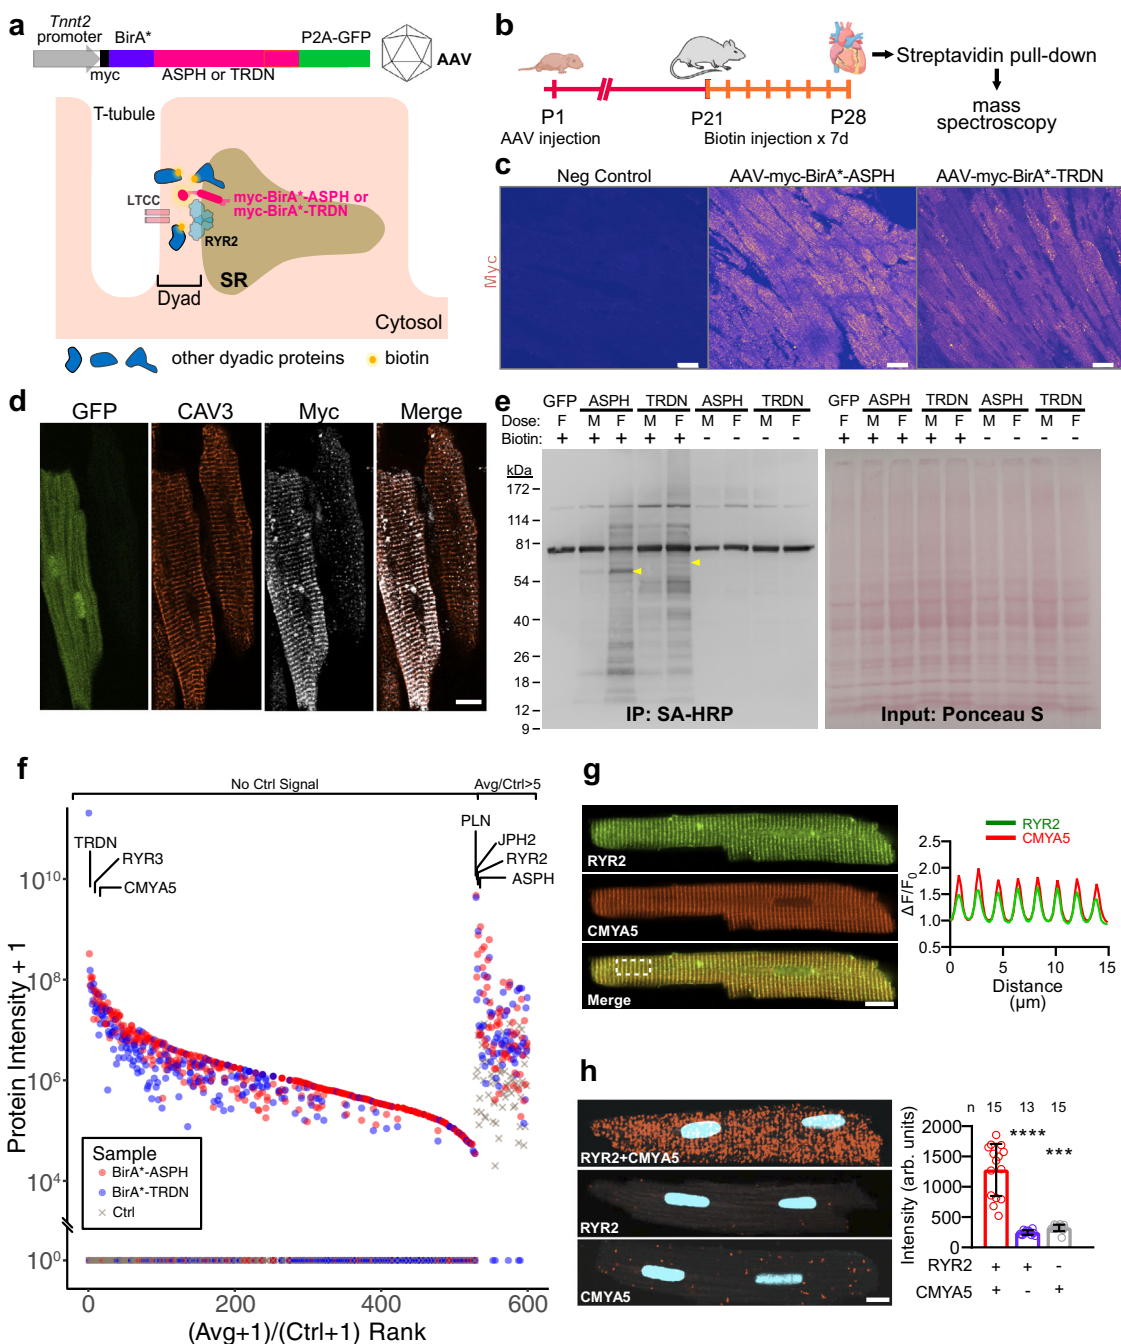 a
Tnnt2
promoter
BirA*
P2A-GFP
myc
ASPH or TRDN
AAV
T-tubule
LTCC
myc-BirA*-ASPH or
myc-BirA*-TRDN
RYR2
SR
Dyad
Cytosol
other dyadic proteins
biotin
b
P1
P21
P28
AAV injection
Biotin injection x 7d
Streptavidin pull-down
mass
spectroscopy
c
Neg Control
AAV-myc-BirA*-ASPH
AAV-myc-BirA*-TRDN
Myc
d
GFP
CAV3
Myc
Merge
e
GFP ASPH TRDN ASPH TRDN
Dose: F M F M F M F M F
Biotin: + + + + + - - - -
kDa
172
114
81
54
40
26
18
12
9
IP: SA-HRP
GFP ASPH TRDN ASPH TRDN
F M F M F M F M F
+ + + + + - - - -
Input: Ponceau S
f
No Ctrl Signal
Avg/Ctrl>5
TRDN
RYR3
CMYA5
PLN
JPH2
RYR2
ASPH
Protein Intensity + 1
10¹⁰
10⁸
10⁶
10⁴
10⁰
Sample
BirA*-ASPH
BirA*-TRDN
Ctrl
0 200 400 600
(Avg+1)/(Ctrl+1) Rank
g
RYR2
CMYA5
Merge
RYR2
CMYA5
ΔF/F₀
2.5
2.0
1.5
1.0
0.5
0 5 10 15
Distance
(µm)
h
RYR2+CMYA5
RYR2
CMYA5
n 15 13 15
****
***
Intensity (arb. units)
2000
1500
1000
500
0
RYR2 + + -
CMYA5 + - +